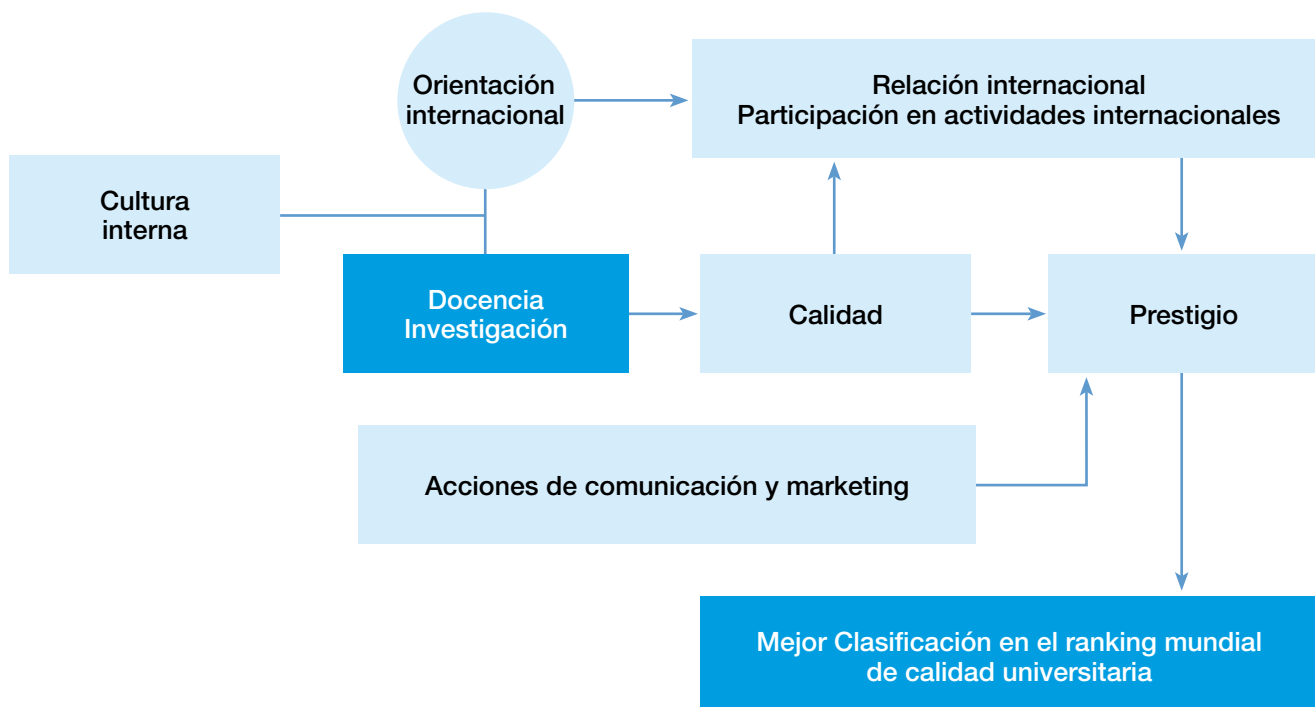 Orientación
internacional
Relación internacional
Participación en actividades internacionales
Cultura
interna
Docencia
Investigación
Calidad
Prestigio
Acciones de comunicación y marketing
Mejor Clasificación en el ranking mundial
de calidad universitaria